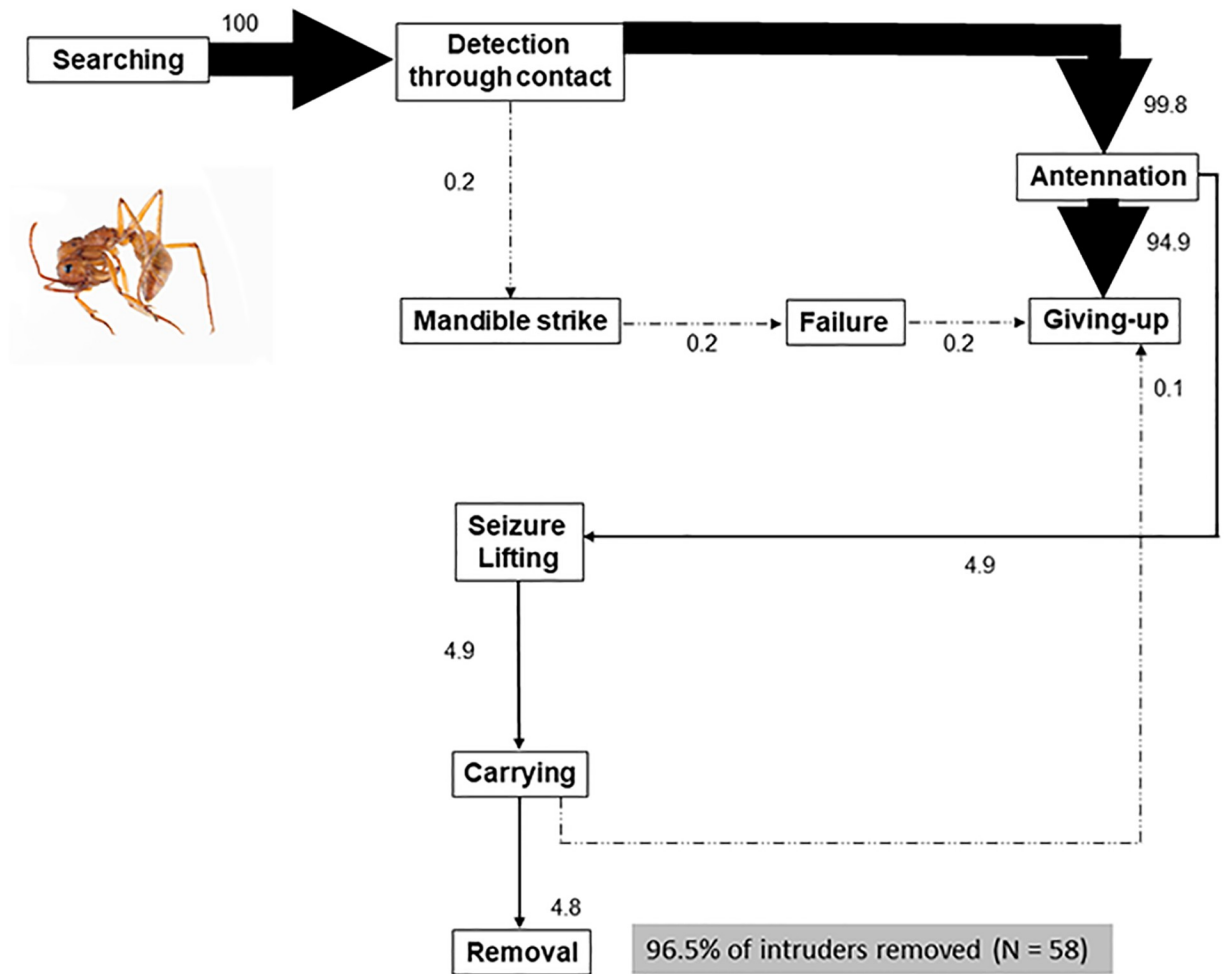 100
Searching
Detection
through contact
99.8
0.2
Antennation
94.9
Mandible strike
0.2
Failure
0.2
Giving-up
0.1
Seizure
Lifting
4.9
4.9
Carrying
4.8
Removal
96.5% of intruders removed (N = 58)